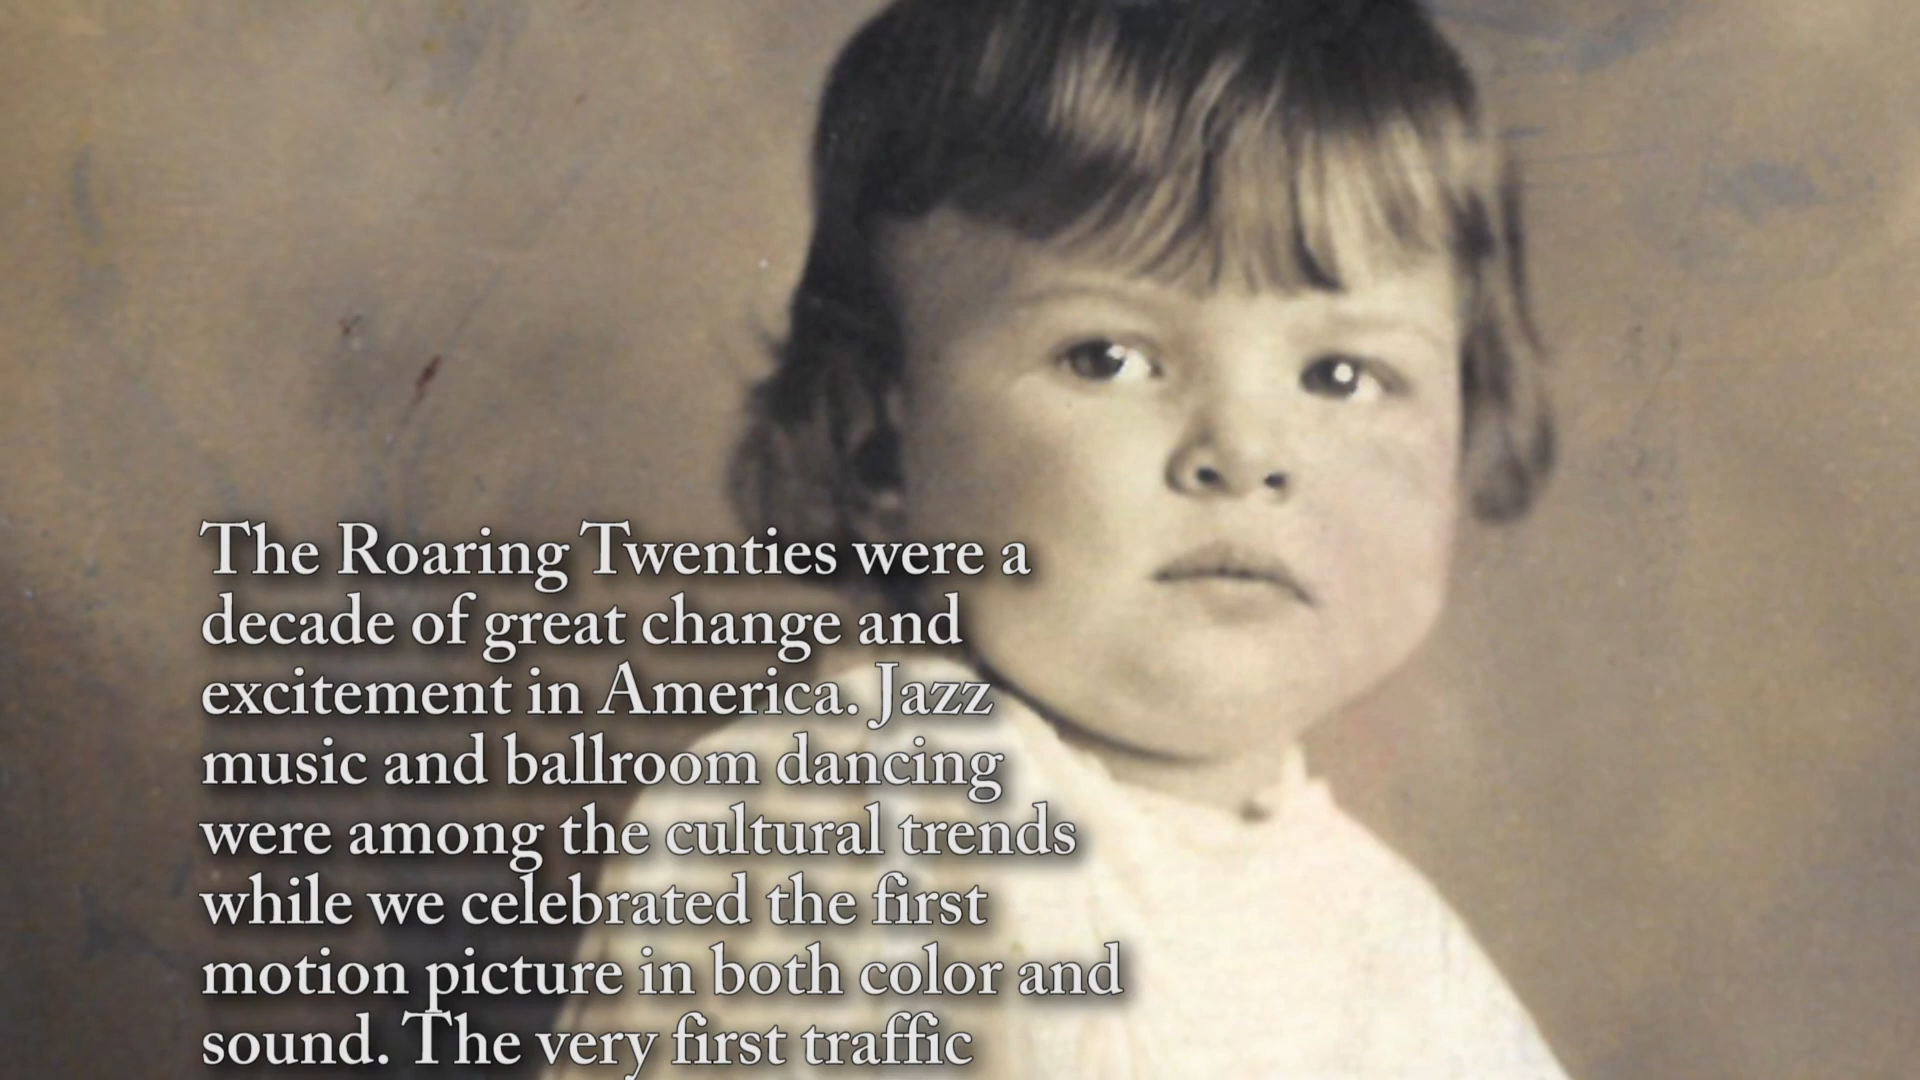 The Roaring Twenties were a
decade of great change and
excitement in America. Jazz
music and ballroom dancing
were among the cultural trends
while we celebrated the first
motion picture in both color and
sound. The very first traffic